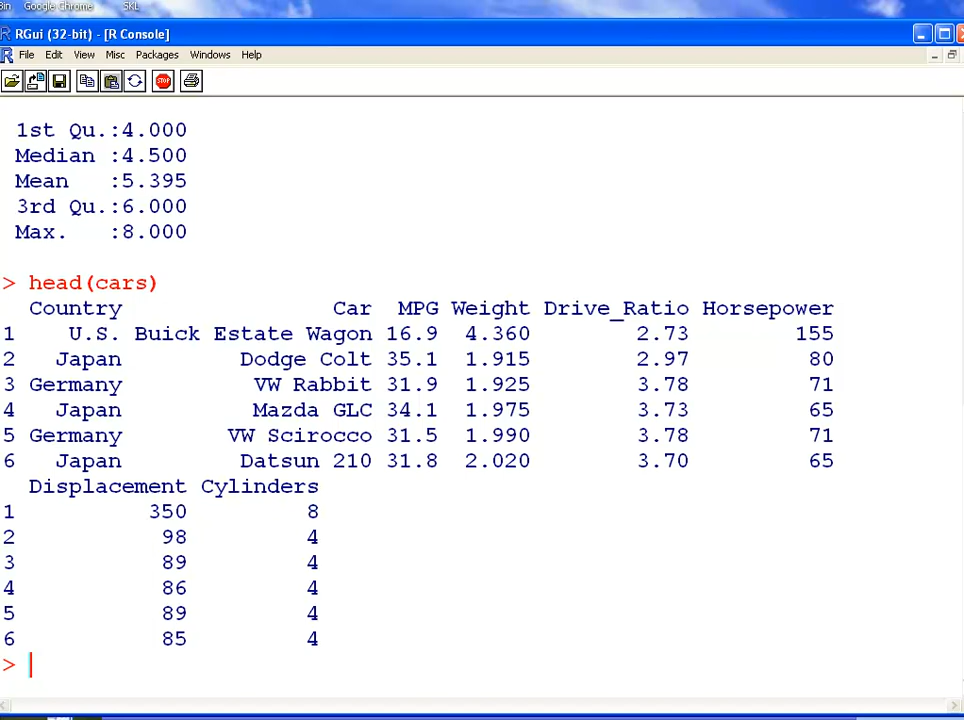 Bin Google Chrome SKL
RGui (32-bit) - [R Console]
File Edit View Misc Packages Windows Help
STOP
1st Qu.:4.000
Median :4.500
Mean :5.395
3rd Qu.:6.000
Max. :8.000
> head(cars)
Country Car MPG Weight Drive_Ratio Horsepower
1 U.S. Buick Estate Wagon 16.9 4.360 2.73 155
2 Japan Dodge Colt 35.1 1.915 2.97 80
3 Germany VW Rabbit 31.9 1.925 3.78 71
4 Japan Mazda GLC 34.1 1.975 3.73 65
5 Germany VW Scirocco 31.5 1.990 3.78 71
6 Japan Datsun 210 31.8 2.020 3.70 65
Displacement Cylinders
1 350 8
2 98 4
3 89 4
4 86 4
5 89 4
6 85 4
>